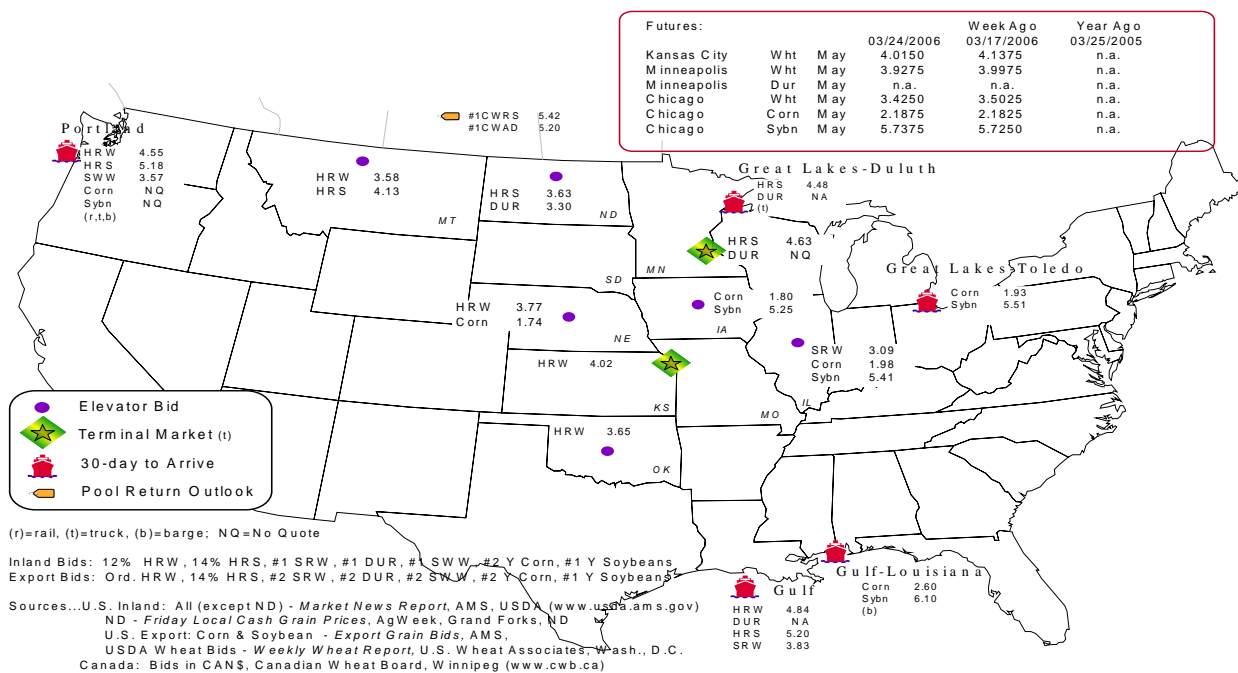 Futures: Week Ago Year Ago
03/24/2006 03/17/2006 03/25/2005
Kansas City Wht May 4.0150 4.1375 n.a.
Minneapolis Wht May 3.9275 3.9975 n.a.
Minneapolis Dur May n.a. n.a. n.a.
Chicago Wht May 3.4250 3.5025 n.a.
Chicago Corn May 2.1875 2.1825 n.a.
Chicago Sybn May 5.7375 5.7250 n.a.
#1CWRS 5.42
#1CWAD 5.20
Portland
HRW 4.55
HRS 5.18
SWW 3.57
Corn NQ
Sybn NQ
(r,t,b)
HRW 3.58
HRS 4.13
MT
HRS 3.63
DUR 3.30
ND
Great Lakes-Duluth
HRS 4.48
DUR NA
(t)
HRS 4.63
DUR NQ
MN
SD
Great Lakes-Toledo
Corn 1.93
Sybn 5.51
HRW 3.77
Corn 1.74
NE
Corn 1.80
Sybn 5.25
IA
SRW 3.09
Corn 1.98
Sybn 5.41
IL
HRW 4.02
KS
MO
HRW 3.65
OK
Elevator Bid
Terminal Market (t)
30-day to Arrive
Pool Return Outlook
Gulf-Louisiana
Corn 2.60
Sybn 6.10
(b)
Gulf
HRW 4.84
DUR NA
HRS 5.20
SRW 3.83
(r)=rail, (t)=truck, (b)=barge; NQ=No Quote
Inland Bids: 12% HRW, 14% HRS, #1 SRW, #1 DUR, #1 SWW, #2 Y Corn, #1 Y Soybeans
Export Bids: Ord. HRW, 14% HRS, #2 SRW, #2 DUR, #2 SWW, #2 Y Corn, #1 Y Soybeans
Sources...U.S. Inland: All (except ND) - Market News Report, AMS, USDA (www.usda.ams.gov)
ND - Friday Local Cash Grain Prices, AgWeek, Grand Forks, ND
U.S. Export: Corn & Soybean - Export Grain Bids, AMS,
USDA Wheat Bids - Weekly Wheat Report, U.S. Wheat Associates, Wash., D.C.
Canada: Bids in CAN$, Canadian Wheat Board, Winnipeg (www.cwb.ca)